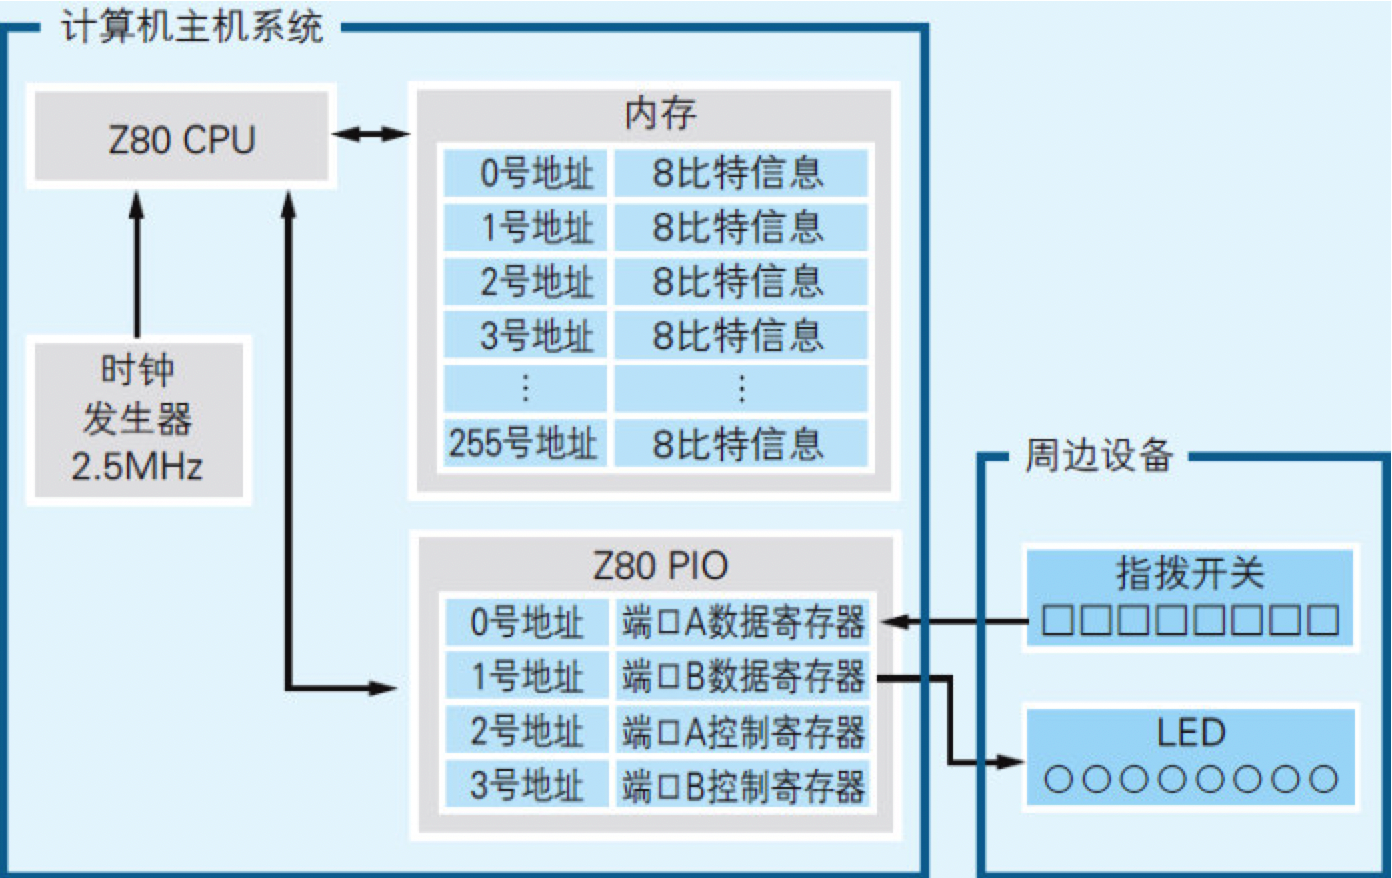 计算机主机系统
Z80 CPU
内存
0号地址 8比特信息
1号地址 8比特信息
2号地址 8比特信息
3号地址 8比特信息
⋮ ⋮
255号地址 8比特信息
时钟
发生器
2.5MHz
Z80 PIO
0号地址 端口A数据寄存器
1号地址 端口B数据寄存器
2号地址 端口A控制寄存器
3号地址 端口B控制寄存器
周边设备
指拨开关
LED